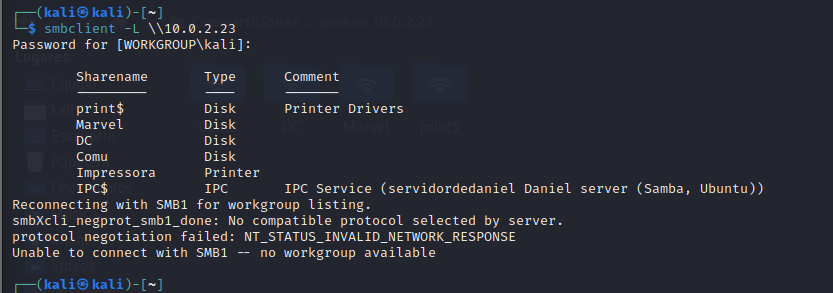 ┌──(kali㉿kali)-[~]
└─$ smbclient -L \\10.0.2.23
Password for [WORKGROUP\kali]:
Sharename Type Comment
--------- ---- -------
print$ Disk Printer Drivers
Marvel Disk
DC Disk
Comu Disk
Impressora Printer
IPC$ IPC IPC Service (servidordedaniel Daniel server (Samba, Ubuntu))
Reconnecting with SMB1 for workgroup listing.
smbXcli_negprot_smb1_done: No compatible protocol selected by server.
protocol negotiation failed: NT_STATUS_INVALID_NETWORK_RESPONSE
Unable to connect with SMB1 -- no workgroup available
┌──(kali㉿kali)-[~]